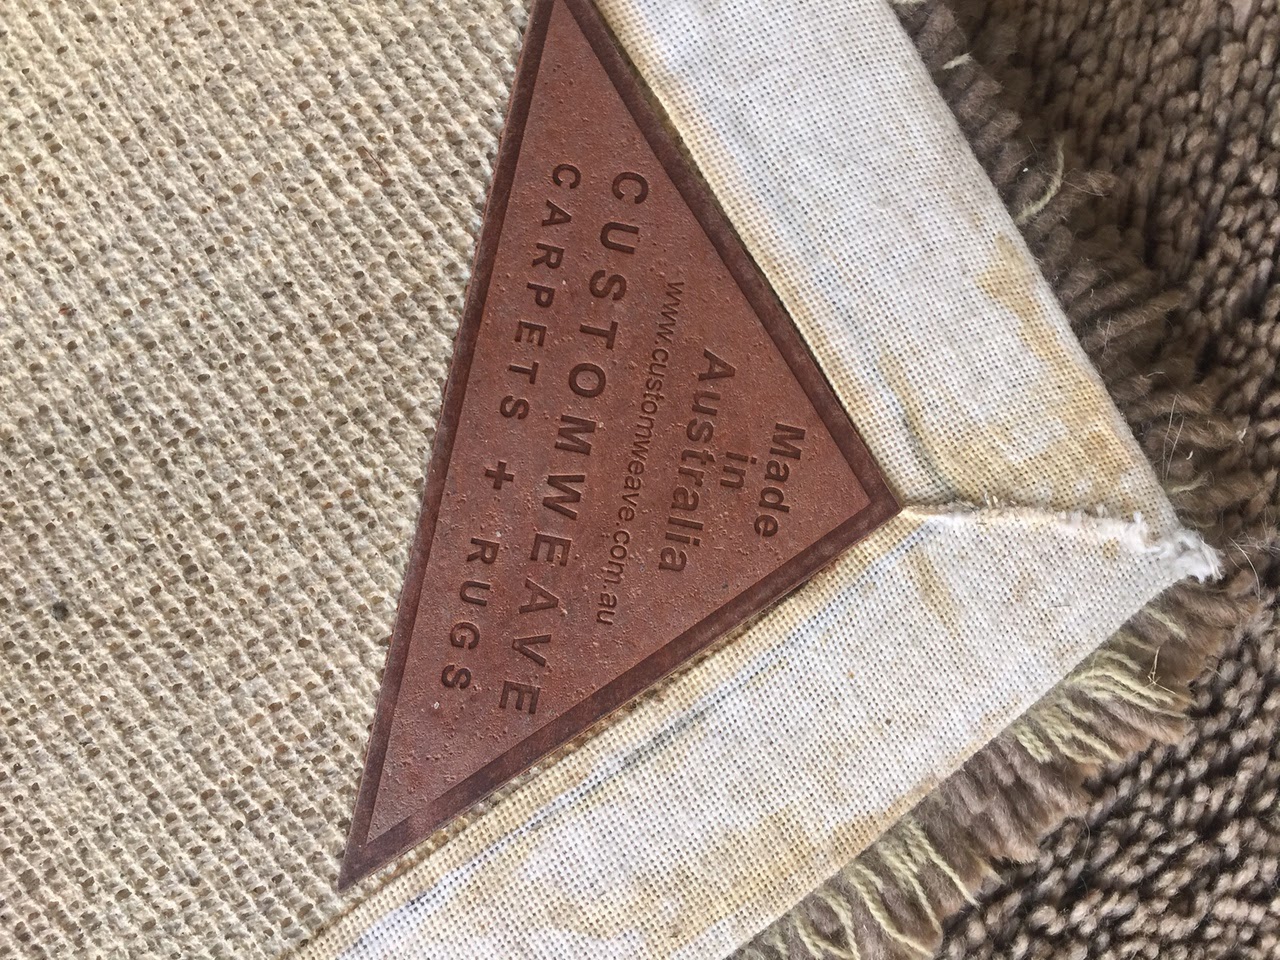 CUSTOMWEAVE
CARPETS + RUGS
www.customweave.com.au
Made
in
Australia